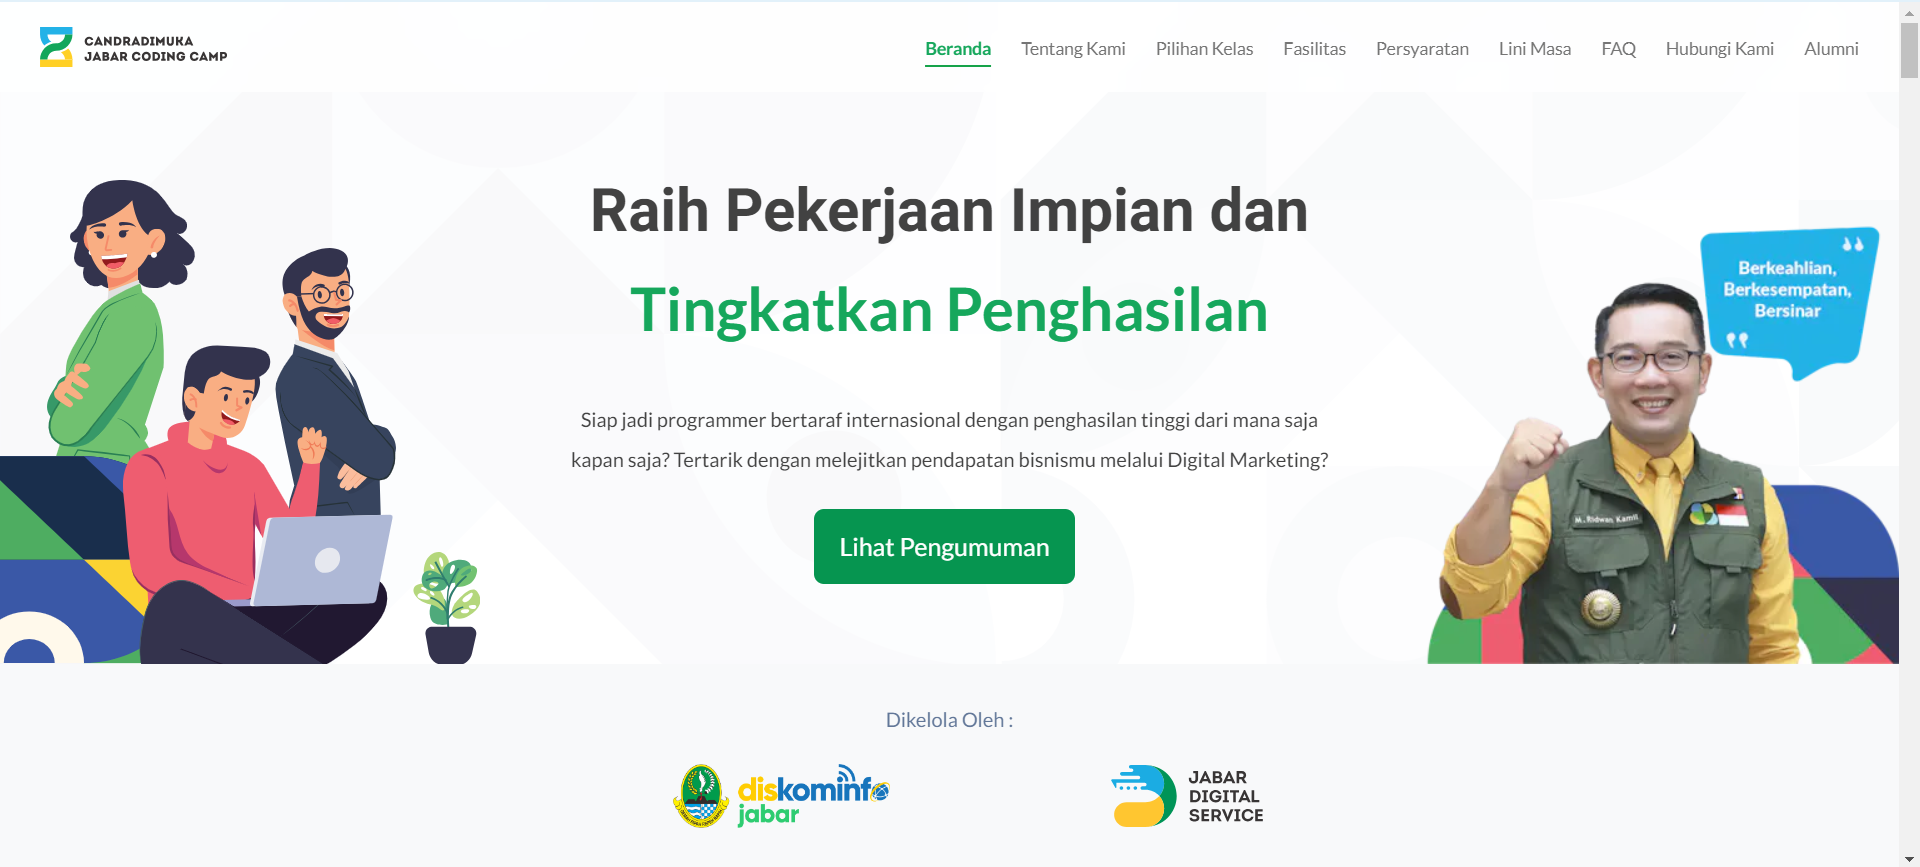 CANDRADIMUKA
JABAR CODING CAMP
Beranda Tentang Kami Pilihan Kelas Fasilitas Persyaratan Lini Masa FAQ Hubungi Kami Alumni
Raih Pekerjaan Impian dan
Tingkatkan Penghasilan
Siap jadi programmer bertaraf internasional dengan penghasilan tinggi dari mana saja
kapan saja? Tertarik dengan melejitkan pendapatan bisnismu melalui Digital Marketing?
Lihat Pengumuman
"
Berkeahlian,
Berkesempatan,
Bersinar
"
M. Ridwan Kamil
Dikelola Oleh :
diskominfo
jabar
JABAR
DIGITAL
SERVICE